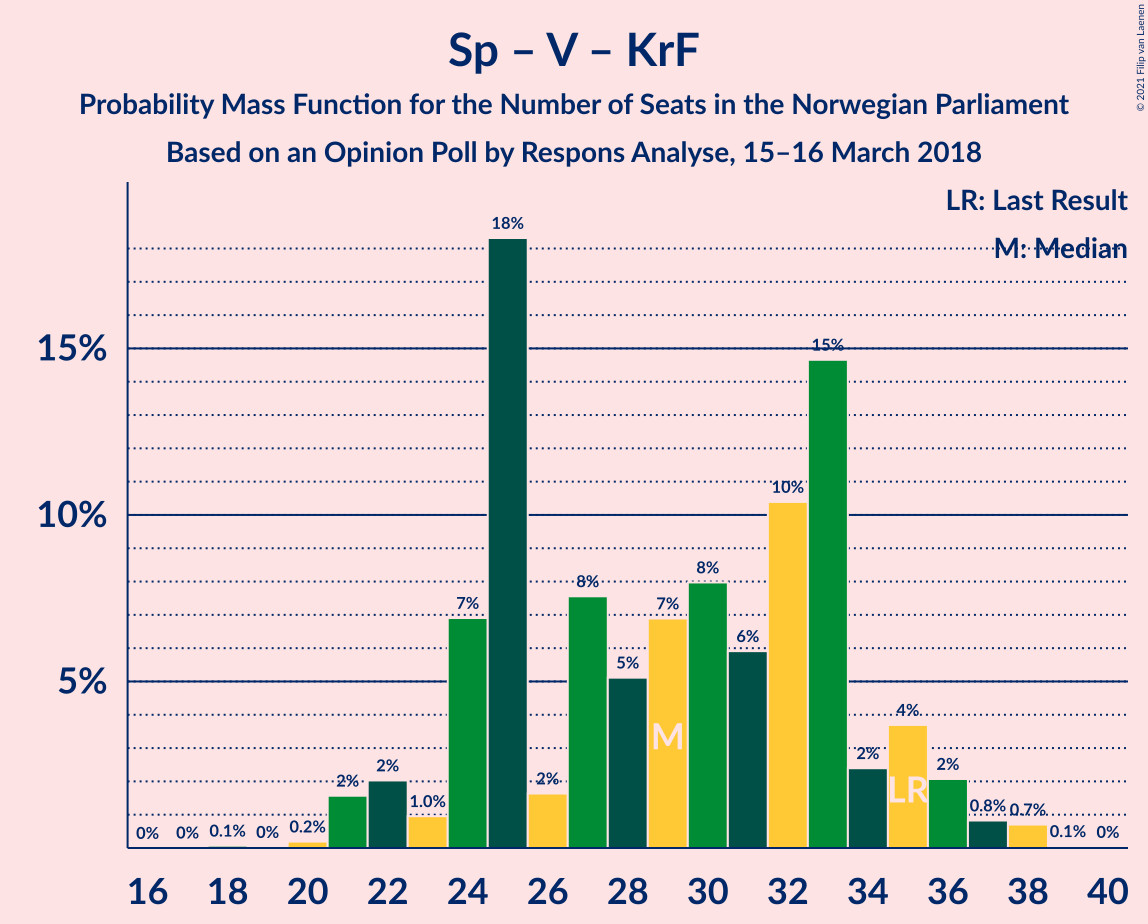 Sp – V – KrF
Probability Mass Function for the Number of Seats in the Norwegian Parliament
Based on an Opinion Poll by Respons Analyse, 15–16 March 2018
© 2021 Filip van Laenen
LR: Last Result
M: Median
15%
10%
5%
0% 0% 0.1% 0% 0.2% 2% 2% 1.0% 7% 18% 2% 8% 5% 7% 8% 6% 10% 15% 2% 4% 2% 0.8% 0.7% 0.1% 0%
M
LR
16 18 20 22 24 26 28 30 32 34 36 38 40